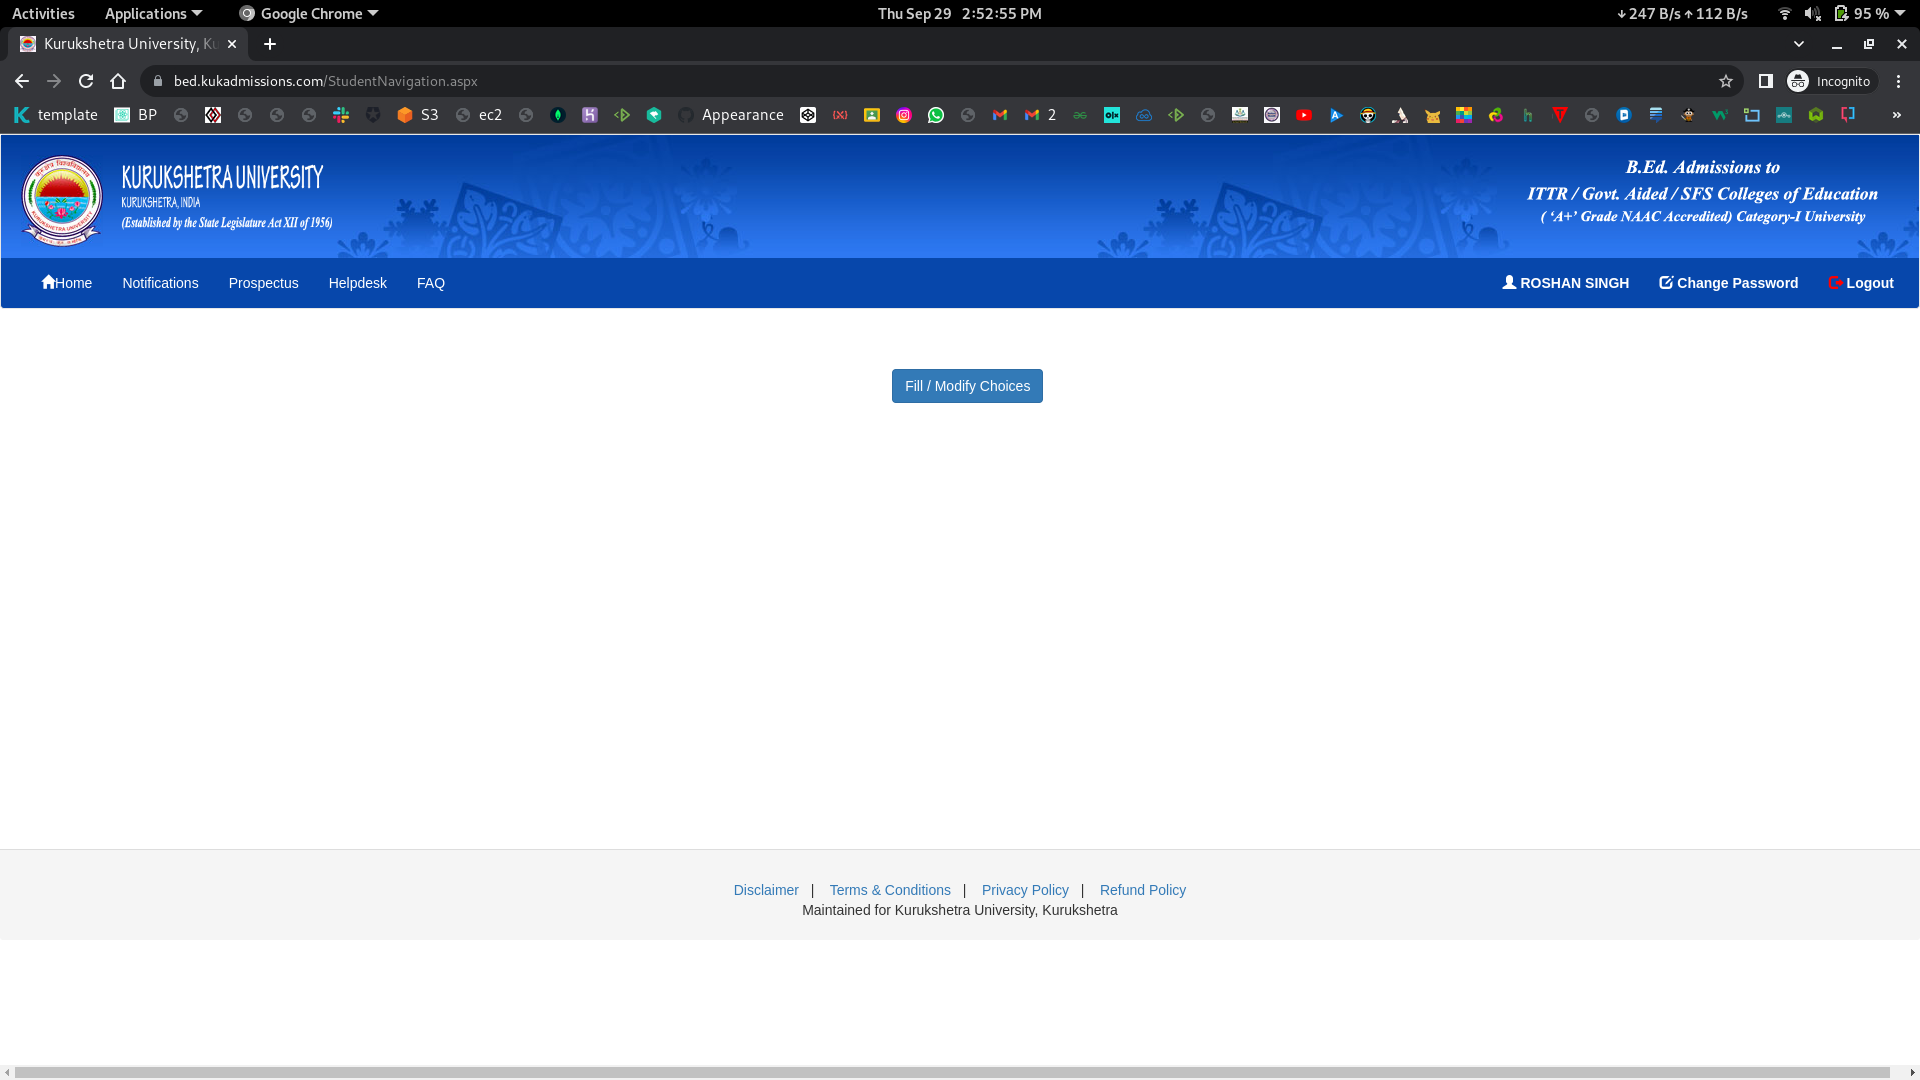 Activities Applications Google Chrome Thu Sep 29 2:52:55 PM 247 B/s 112 B/s 95 %
Kurukshetra University,
bed.kukadmissions.com/StudentNavigation.aspx Incognito
template BP S3 ec2 Appearance 2 »
KURUKSHETRA UNIVERSITY
KURUKSHETRA, INDIA
(Established by the State Legislature Act XII of 1956)
B.Ed. Admissions to
ITTR / Govt. Aided / SFS Colleges of Education
( ‘A+’ Grade NAAC Accredited) Category-I University
Home Notifications Prospectus Helpdesk FAQ ROSHAN SINGH Change Password Logout
Fill / Modify Choices
Disclaimer | Terms & Conditions | Privacy Policy | Refund Policy
Maintained for Kurukshetra University, Kurukshetra